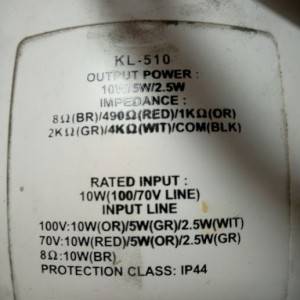 KL-510
OUTPUT POWER :
10W/5W/2.5W
IMPEDANCE :
8Ω(BR)/490Ω(RED)/1KΩ(OR)
2KΩ(GR)/4KΩ(WIT)/COM(BLK)
RATED INPUT :
10W(100/70V LINE)
INPUT LINE
100V:10W(OR)/5W(GR)/2.5W(WIT)
70V:10W(RED)/5W(OR)/2.5W(GR)
8Ω:10W(BR)
PROTECTION CLASS: IP44